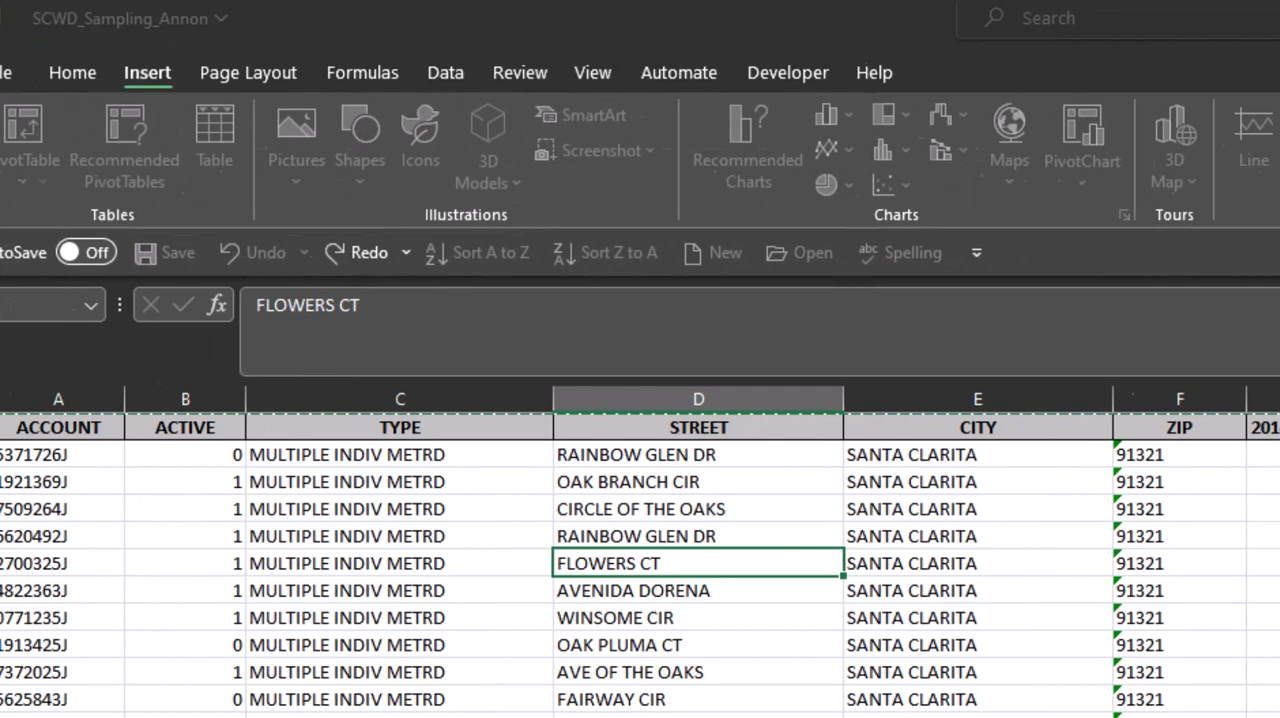 SCWD_Sampling_Annon
Search
Home Insert Page Layout Formulas Data Review View Automate Developer Help
Recommended PivotTables
Table
Pictures
Shapes
Icons
3D Models
SmartArt
Screenshot
Recommended Charts
Maps
PivotChart
3D Map
Line
Tables Illustrations Charts Tours
Off Save Undo Redo Sort A to Z Sort Z to A New Open Spelling
fx FLOWERS CT
A B C D E F
ACCOUNT ACTIVE TYPE STREET CITY ZIP 201
5371726J 0 MULTIPLE INDIV METRD RAINBOW GLEN DR SANTA CLARITA 91321
1921369J 1 MULTIPLE INDIV METRD OAK BRANCH CIR SANTA CLARITA 91321
7509264J 1 MULTIPLE INDIV METRD CIRCLE OF THE OAKS SANTA CLARITA 91321
5620492J 1 MULTIPLE INDIV METRD RAINBOW GLEN DR SANTA CLARITA 91321
2700325J 1 MULTIPLE INDIV METRD FLOWERS CT SANTA CLARITA 91321
4822363J 1 MULTIPLE INDIV METRD AVENIDA DORENA SANTA CLARITA 91321
0771235J 1 MULTIPLE INDIV METRD WINSOME CIR SANTA CLARITA 91321
1913425J 0 MULTIPLE INDIV METRD OAK PLUMA CT SANTA CLARITA 91321
7372025J 1 MULTIPLE INDIV METRD AVE OF THE OAKS SANTA CLARITA 91321
5625843J 0 MULTIPLE INDIV METRD FAIRWAY CIR SANTA CLARITA 91321